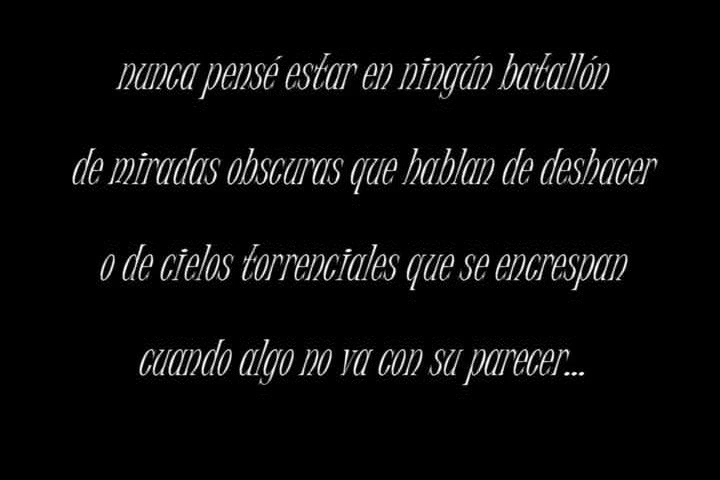 nunca pensé estar en ningún batallón
de miradas obscuras que hablan de deshacer
o de cielos torrenciales que se encrespan
cuando algo no va con su parecer...